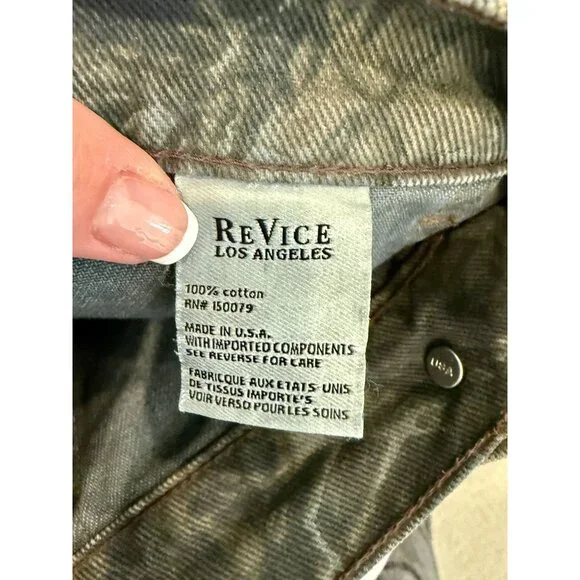 REVICE
LOS ANGELES
100% cotton
RN# 150079
MADE IN U.S.A.
WITH IMPORTED COMPONENTS
SEE REVERSE FOR CARE
FABRICQUE AUX ETATS-UNIS
DE TISSUS IMPORTE'S
VOIR VERSO POUR LES SOINS
USA